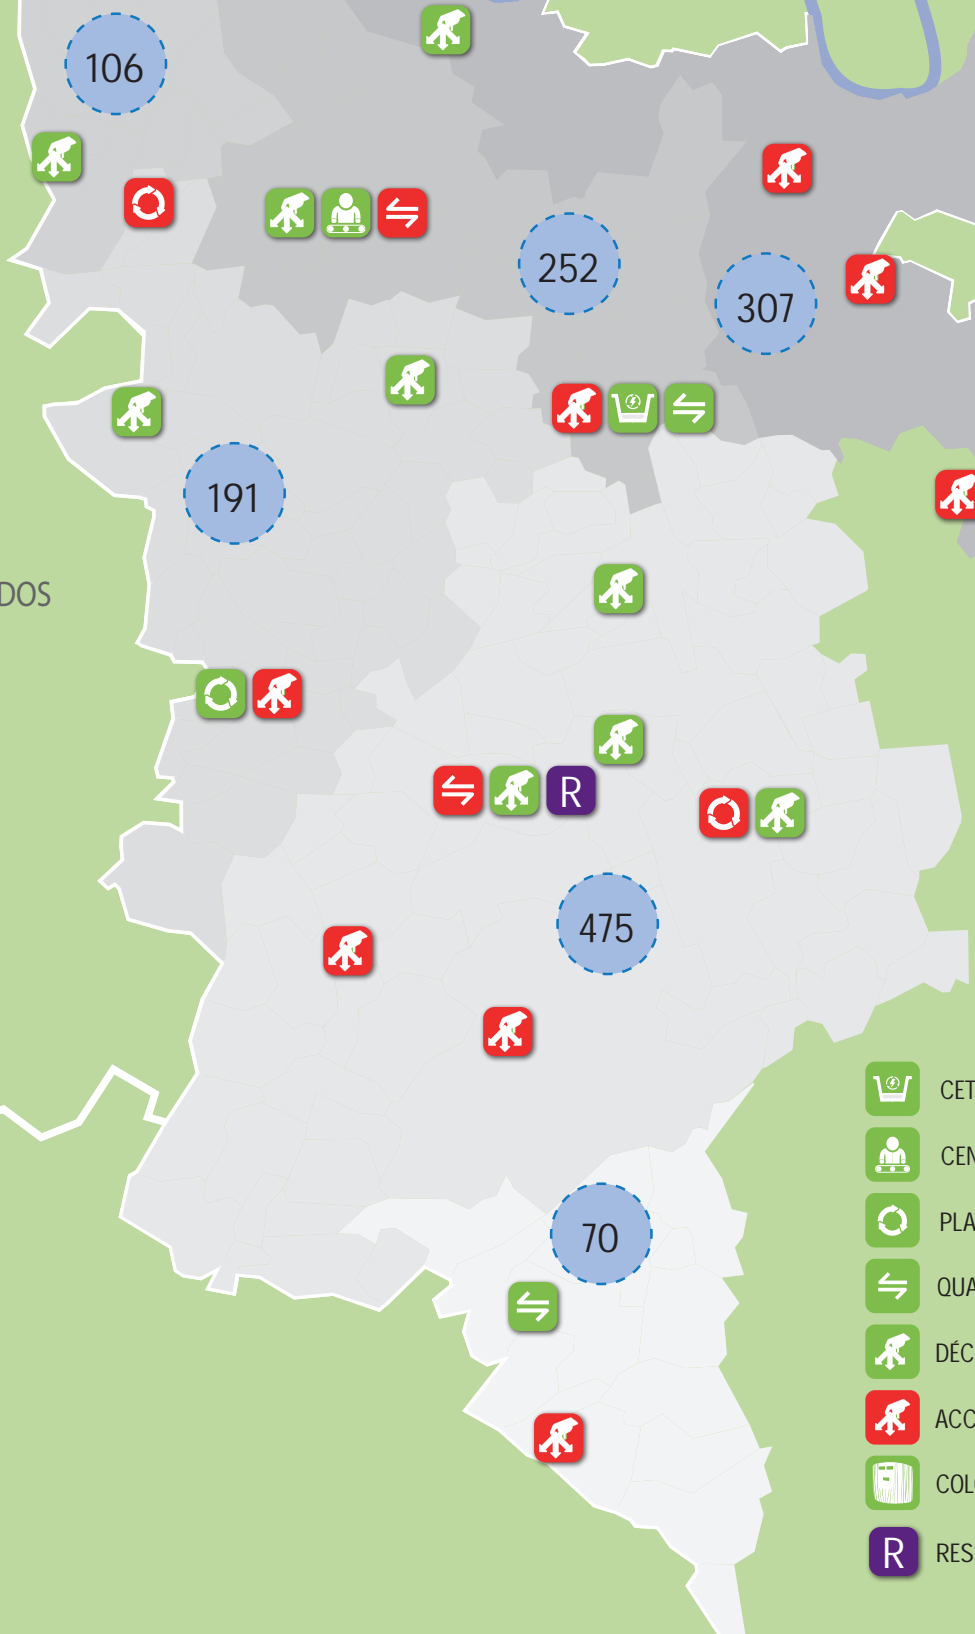 106
252
307
191
DOS
475
R
70
CET
CEN
PLA
QUA
DÉC
ACC
COL
RES
R